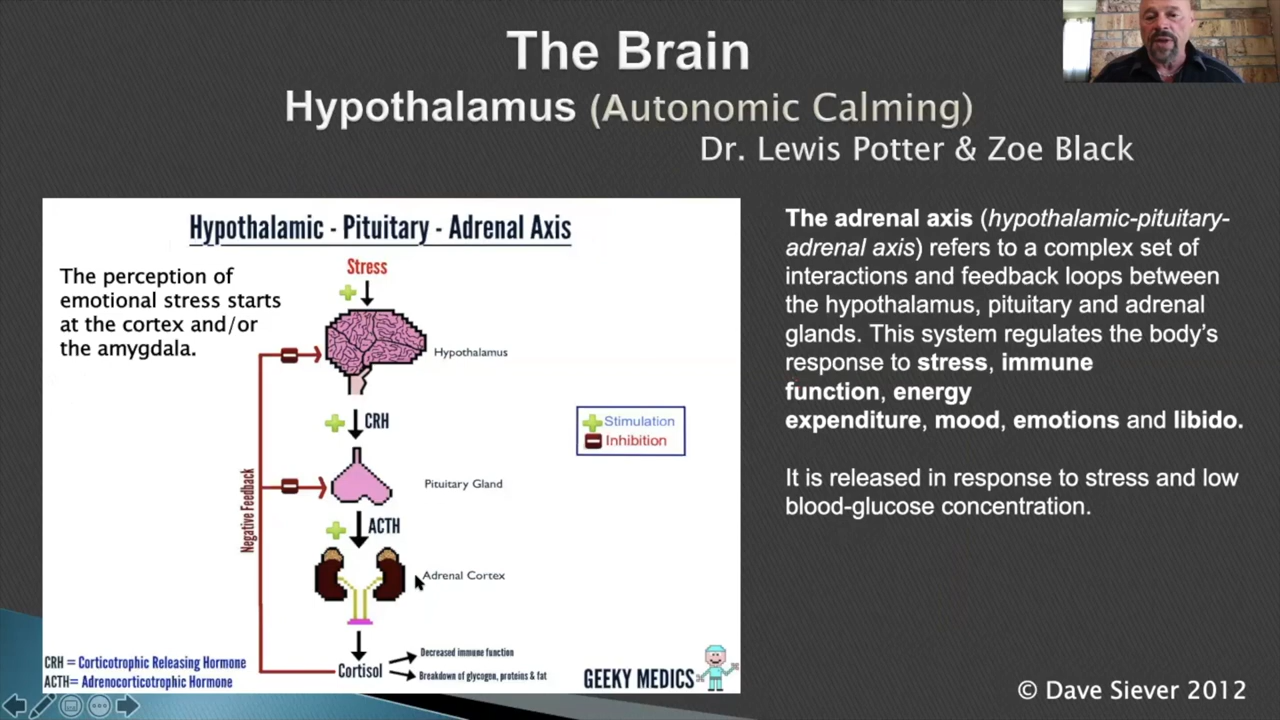 The Brain
Hypothalamus (Autonomic Calming)
Dr. Lewis Potter & Zoe Black
Hypothalamic - Pituitary - Adrenal Axis
The perception of
emotional stress starts
at the cortex and/or
the amygdala.
Stress
Hypothalamus
CRH
Stimulation
Inhibition
Pituitary Gland
Negative Feedback
ACTH
Adrenal Cortex
Cortisol
Decreased immune function
Breakdown of glycogen, proteins & fat
CRH = Corticotrophic Releasing Hormone
ACTH= Adrenocorticotrophic Hormone
GEEKY MEDICS
The adrenal axis (hypothalamic-pituitary-
adrenal axis) refers to a complex set of
interactions and feedback loops between
the hypothalamus, pituitary and adrenal
glands. This system regulates the body’s
response to stress, immune
function, energy
expenditure, mood, emotions and libido.
It is released in response to stress and low
blood-glucose concentration.
© Dave Siever 2012